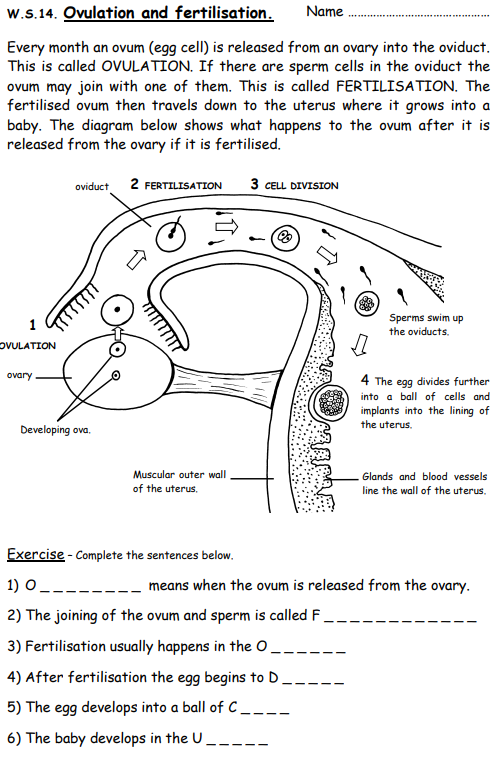 W.S.14. Ovulation and fertilisation. Name ................................................
Every month an ovum (egg cell) is released from an ovary into the oviduct.
This is called OVULATION. If there are sperm cells in the oviduct the
ovum may join with one of them. This is called FERTILISATION. The
fertilised ovum then travels down to the uterus where it grows into a
baby. The diagram below shows what happens to the ovum after it is
released from the ovary if it is fertilised.
oviduct 2 FERTILISATION 3 CELL DIVISION
Sperms swim up
the oviducts.
1
OVULATION
ovary
4 The egg divides further
into a ball of cells and
implants into the lining of
the uterus.
Developing ova.
Muscular outer wall
of the uterus.
Glands and blood vessels
line the wall of the uterus.
Exercise - Complete the sentences below.
1) O _ _ _ _ _ _ _ _ means when the ovum is released from the ovary.
2) The joining of the ovum and sperm is called F _ _ _ _ _ _ _ _ _ _ _ _
3) Fertilisation usually happens in the O _ _ _ _ _ _
4) After fertilisation the egg begins to D _ _ _ _ _
5) The egg develops into a ball of C _ _ _ _
6) The baby develops in the U _ _ _ _ _